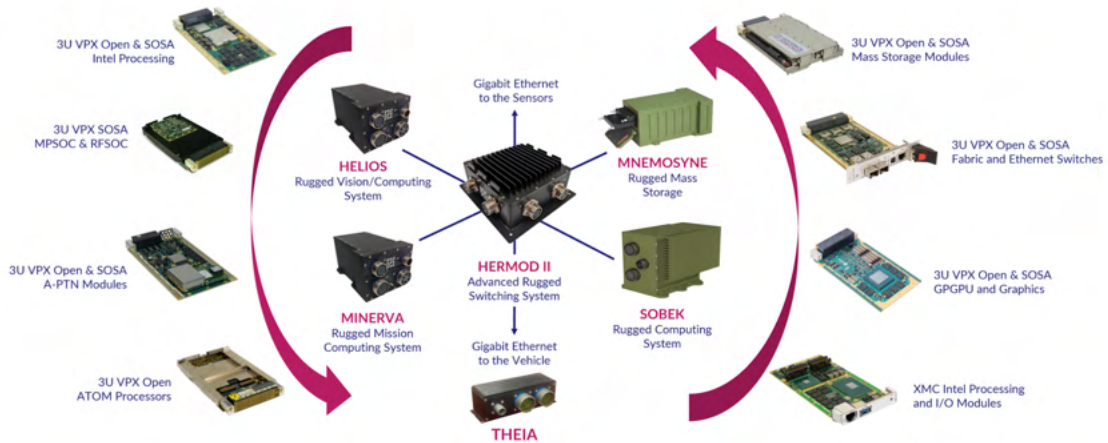 3U VPX Open & SOSA
Intel Processing
3U VPX SOSA
MPSOC & RFSOC
3U VPX Open & SOSA
A-PTN Modules
3U VPX Open
ATOM Processors
HELIOS
Rugged Vision/Computing
System
MINERVA
Rugged Mission
Computing System
Gigabit Ethernet
to the Sensors
HERMOD II
Advanced Rugged
Switching System
Gigabit Ethernet
to the Vehicle
THEIA
MNEMOSYNE
Rugged Mass
Storage
SOBEK
Rugged Computing
System
3U VPX Open & SOSA
Mass Storage Modules
3U VPX Open & SOSA
Fabric and Ethernet Switches
3U VPX Open & SOSA
GPGPU and Graphics
XMC Intel Processing
and I/O Modules